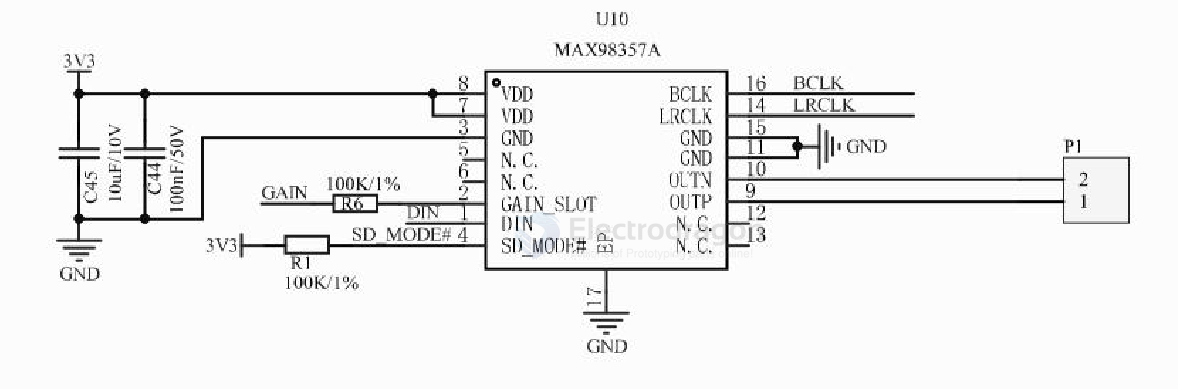 U10
MAX98357A
3V3
8
VDD
7
VDD
3
GND
5
N.C.
6
N.C.
2
GAIN_SLOT
1
DIN
4
SD_MODE#
EP
17
GND
BCLK
16
BCLK
LRCLK
14
LRCLK
GND
15
GND
11
GND
OUTN
10
OUTP
9
N.C.
12
N.C.
13
P1
2
1
C45
10uF/10V
C44
100nF/50V
GND
GAIN
100K/1%
R6
DIN
3V3
SD_MODE#
R1
100K/1%
Electrodragon